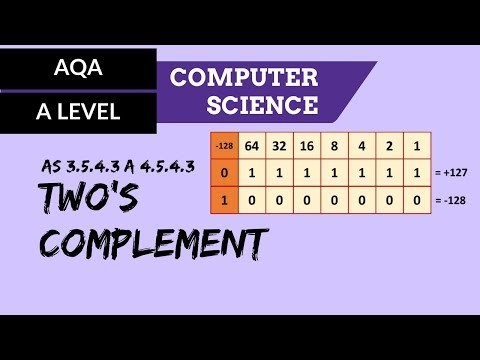 AQA
A LEVEL
COMPUTER
SCIENCE
AS 3.5.4.3 A 4.5.4.3
TWO'S
COMPLEMENT
-128 64 32 16 8 4 2 1
0 1 1 1 1 1 1 1 = +127
1 0 0 0 0 0 0 0 = -128